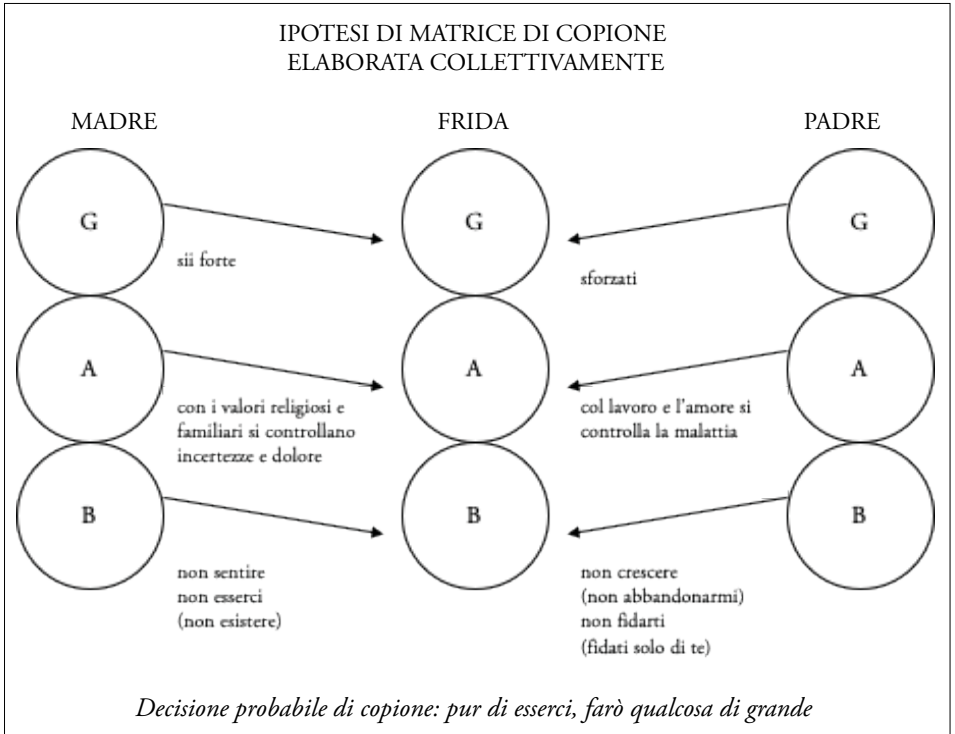 IPOTESI DI MATRICE DI COPIONE
ELABORATA COLLETTIVAMENTE
MADRE
FRIDA
PADRE
G
G
G
sii forte
sforzati
A
A
A
con i valori religiosi e
familiari si controllano
incertezze e dolore
col lavoro e l'amore si
controlla la malattia
B
B
B
non sentire
non esserci
(non esistere)
non crescere
(non abbandonarmi)
non fidarti
(fidati solo di te)
Decisione probabile di copione: pur di esserci, farò qualcosa di grande